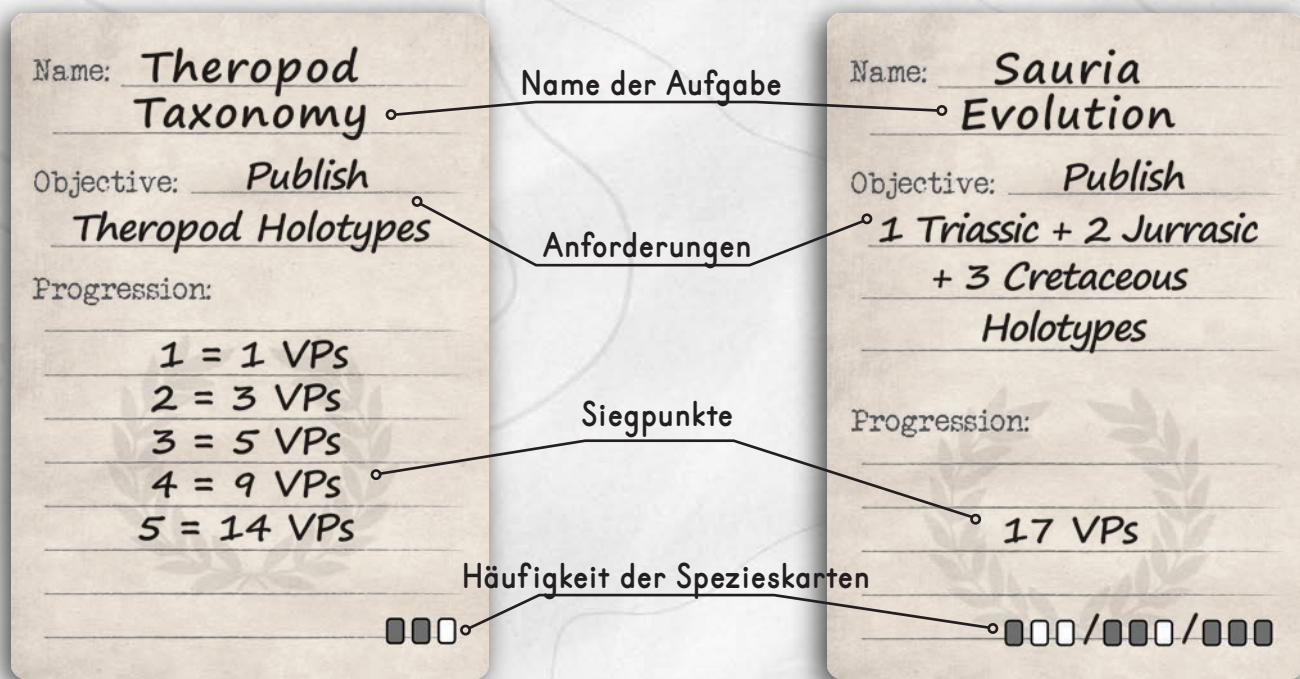 Name: Theropod
Taxonomy
Objective: Publish
Theropod Holotypes
Progression:
1 = 1 VPs
2 = 3 VPs
3 = 5 VPs
4 = 9 VPs
5 = 14 VPs
Name der Aufgabe
Anforderungen
Siegpunkte
Häufigkeit der Spezieskarten
Name: Sauria
Evolution
Objective: Publish
1 Triassic + 2 Jurrasic
+ 3 Cretaceous
Holotypes
Progression:
17 VPs